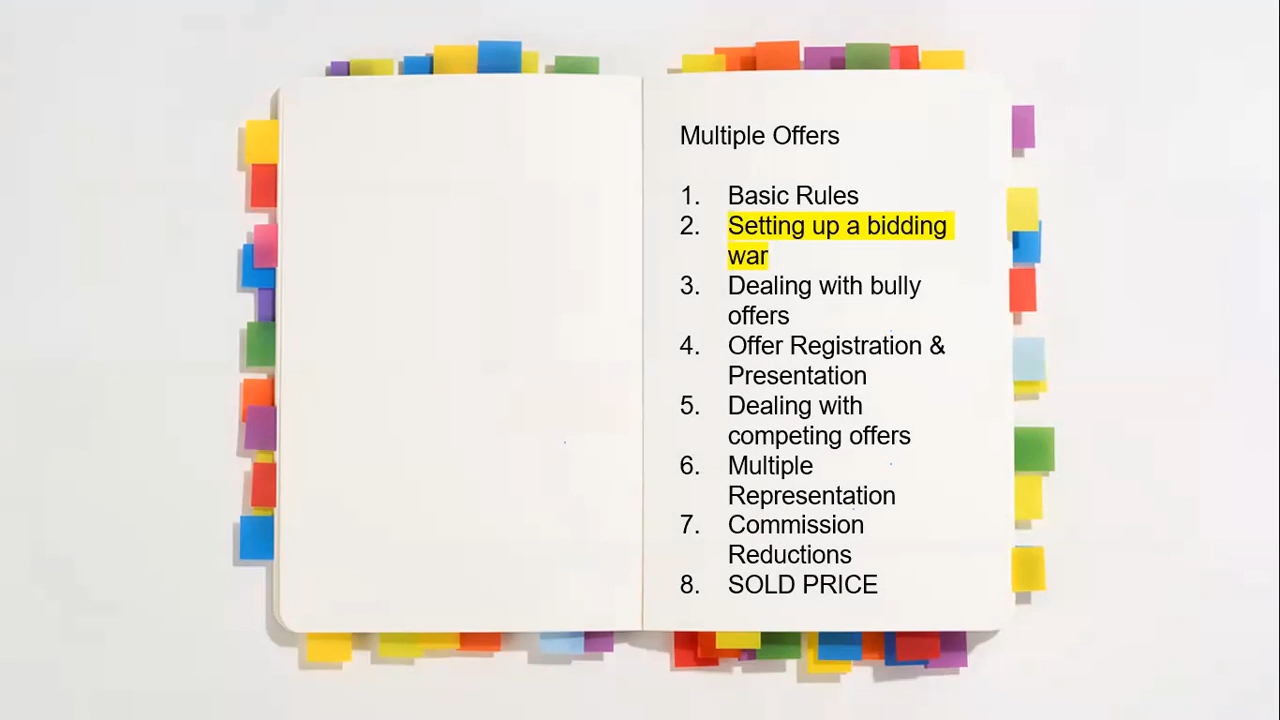 Multiple Offers
1. Basic Rules
2. Setting up a bidding
war
3. Dealing with bully
offers
4. Offer Registration &
Presentation
5. Dealing with
competing offers
6. Multiple
Representation
7. Commission
Reductions
8. SOLD PRICE